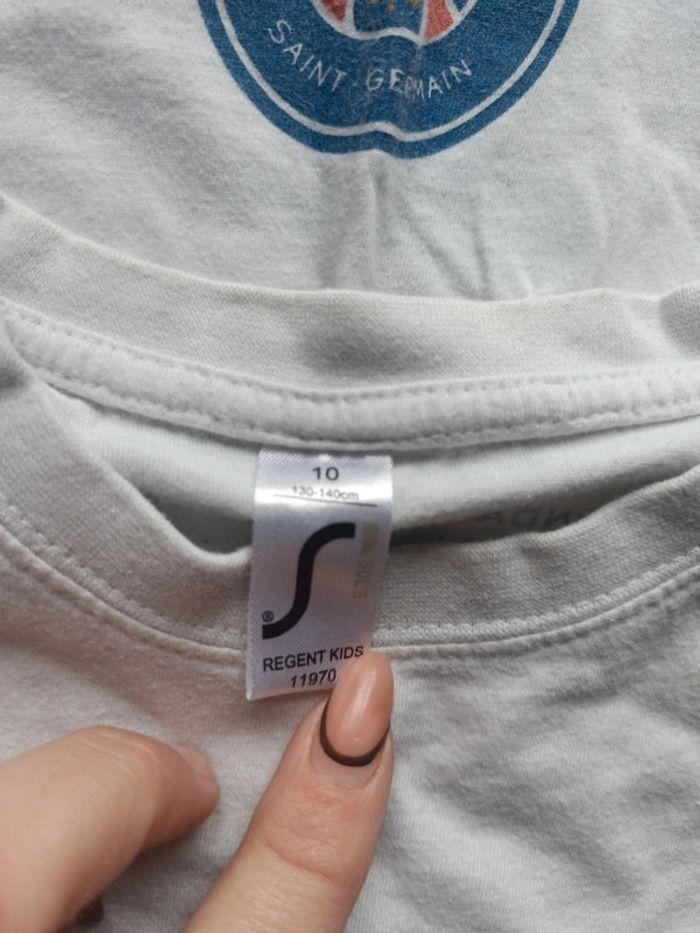 SAINT-GERMAIN
10
130-140cm
SOL'S
®
REGENT KIDS
11970